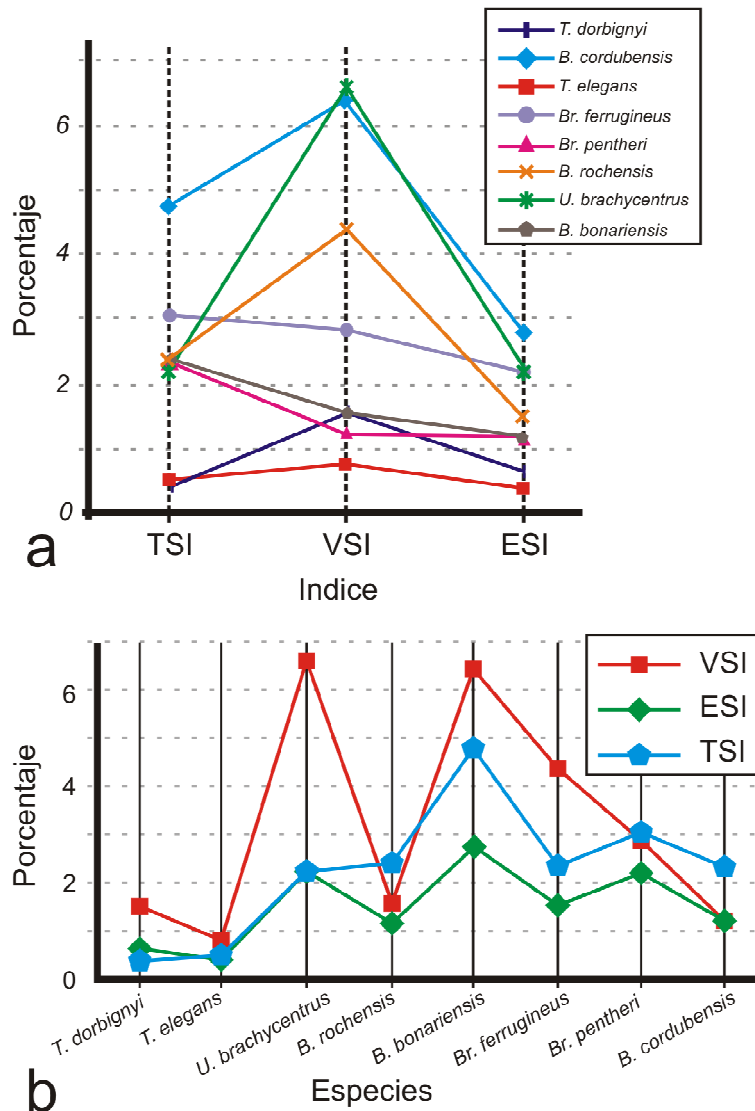 T. dorbignyi
B. cordubensis
T. elegans
Br. ferrugineus
Br. pentheri
B. rochensis
U. brachycentrus
B. bonariensis
Porcentaje
6
4
2
0
TSI VSI ESI
a
Indice
VSI
ESI
TSI
Porcentaje
6
4
2
0
T. dorbignyi
T. elegans
U. brachycentrus
B. rochensis
B. bonariensis
Br. ferrugineus
Br. pentheri
B. cordubensis
b
Especies